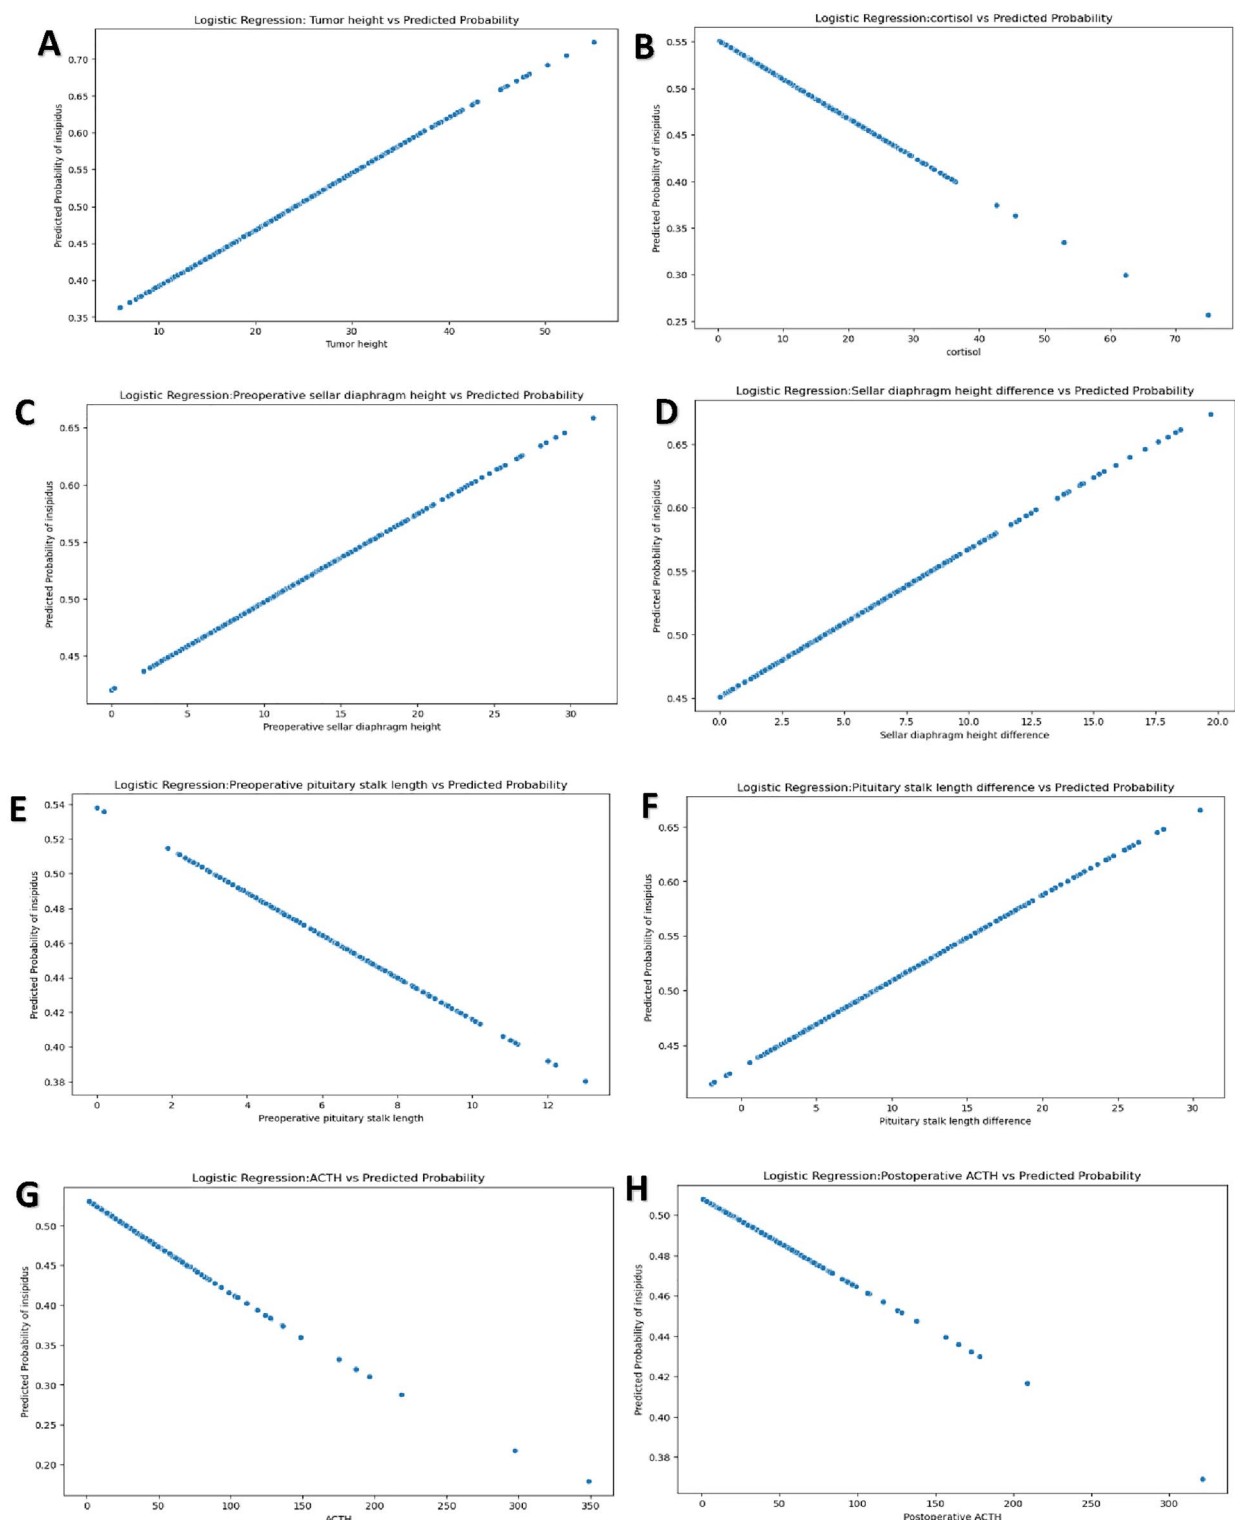 A
Logistic Regression: Tumor height vs Predicted Probability
Predicted Probability of insipidus
0.70
0.65
0.60
0.55
0.50
0.45
0.40
0.35
10 20 30 40 50
Tumor height
B
Logistic Regression:cortisol vs Predicted Probability
Predicted Probability of insipidus
0.55
0.50
0.45
0.40
0.35
0.30
0.25
0 10 20 30 40 50 60 70
cortisol
C
Logistic Regression:Preoperative sellar diaphragm height vs Predicted Probability
Predicted Probability of insipidus
0.65
0.60
0.55
0.50
0.45
0 5 10 15 20 25 30
Preoperative sellar diaphragm height
D
Logistic Regression:Sellar diaphragm height difference vs Predicted Probability
Predicted Probability of insipidus
0.65
0.60
0.55
0.50
0.45
0.0 2.5 5.0 7.5 10.0 12.5 15.0 17.5 20.0
Sellar diaphragm height difference
E
Logistic Regression:Preoperative pituitary stalk length vs Predicted Probability
Predicted Probability of insipidus
0.54
0.52
0.50
0.48
0.46
0.44
0.42
0.40
0.38
0 2 4 6 8 10 12
Preoperative pituitary stalk length
F
Logistic Regression:Pituitary stalk length difference vs Predicted Probability
Predicted Probability of insipidus
0.65
0.60
0.55
0.50
0.45
0 5 10 15 20 25 30
Pituitary stalk length difference
G
Logistic Regression:ACTH vs Predicted Probability
Predicted Probability of insipidus
0.50
0.45
0.40
0.35
0.30
0.25
0.20
0 50 100 150 200 250 300 350
ACTH
H
Logistic Regression:Postoperative ACTH vs Predicted Probability
Predicted Probability of insipidus
0.50
0.48
0.46
0.44
0.42
0.40
0.38
0 50 100 150 200 250 300
Postoperative ACTH